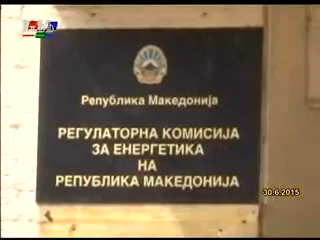 Република Македонија
РЕГУЛАТОРНА КОМИСИЈА
ЗА ЕНЕРГЕТИКА
НА
РЕПУБЛИКА МАКЕДОНИЈА
30.6.2015